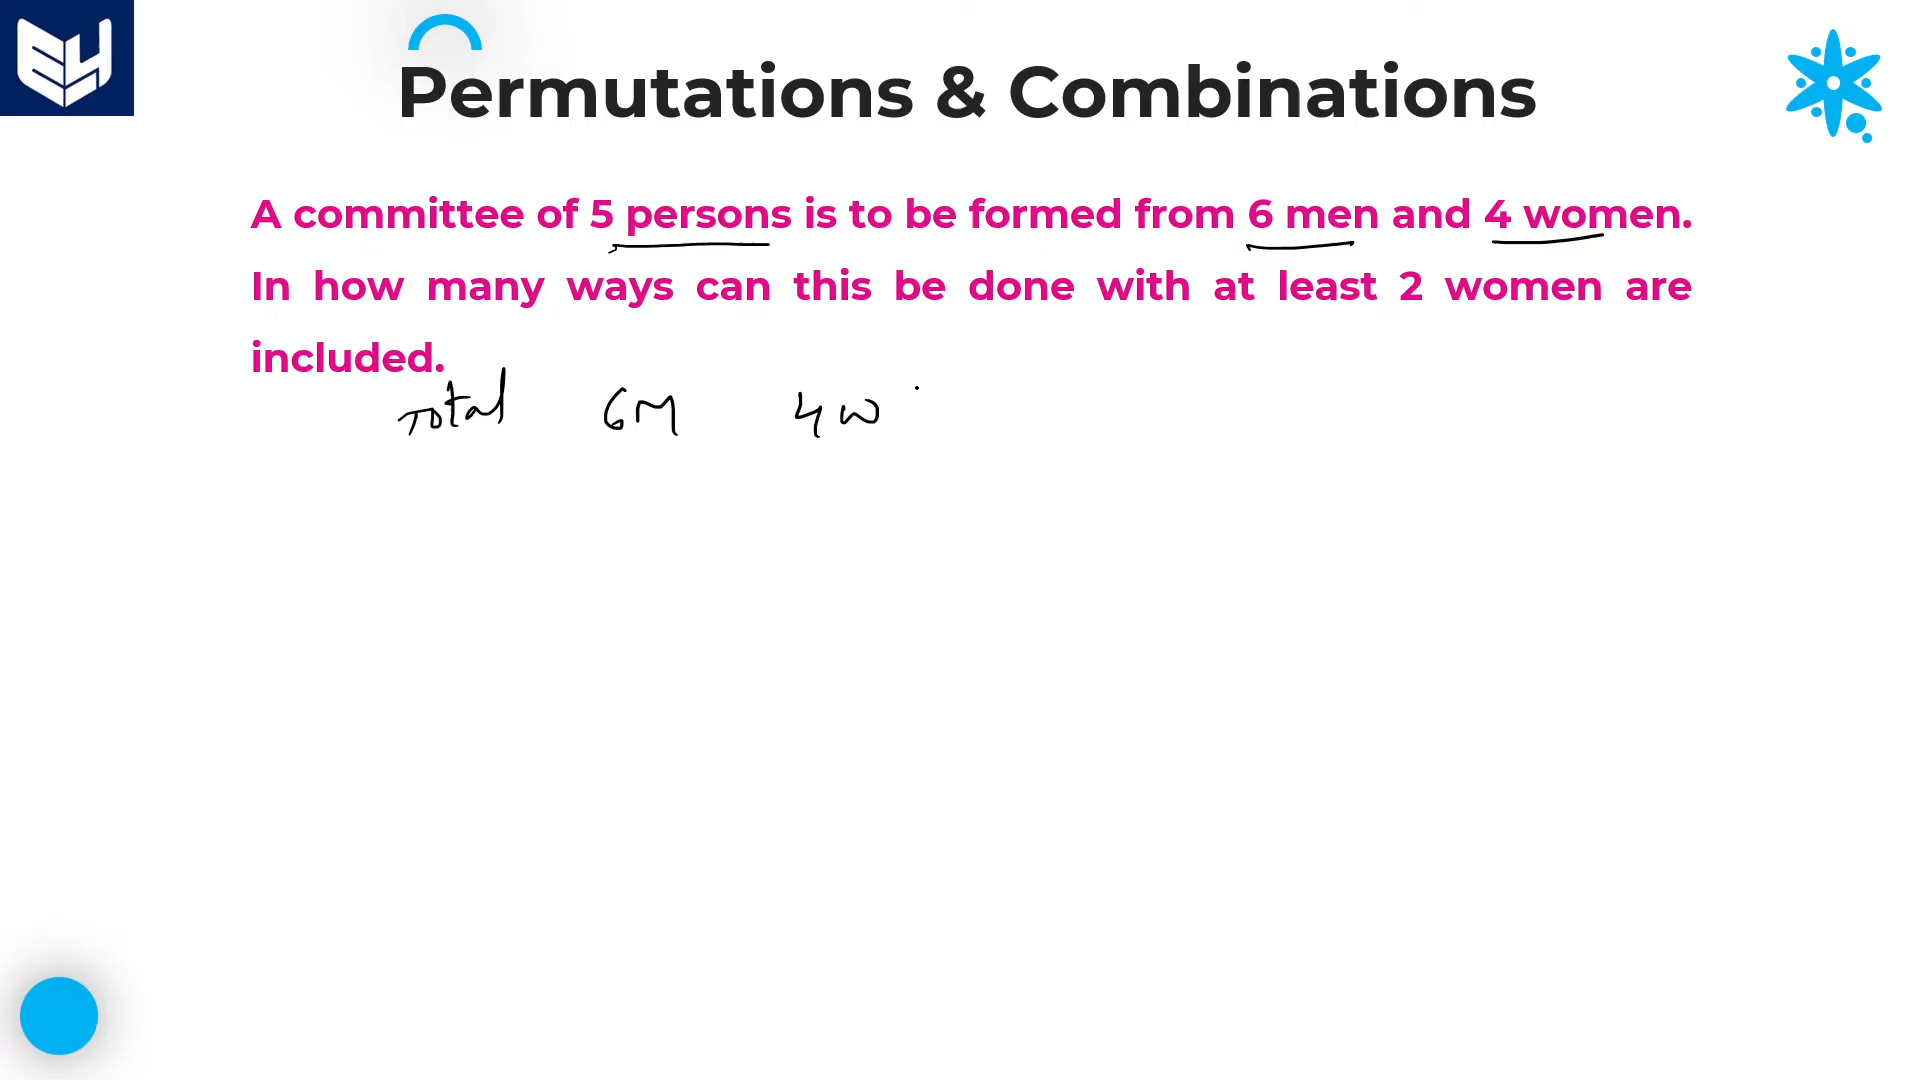 Permutations & Combinations
A committee of 5 persons is to be formed from 6 men and 4 women.
In how many ways can this be done with at least 2 women are
included.
Total 6M 4W